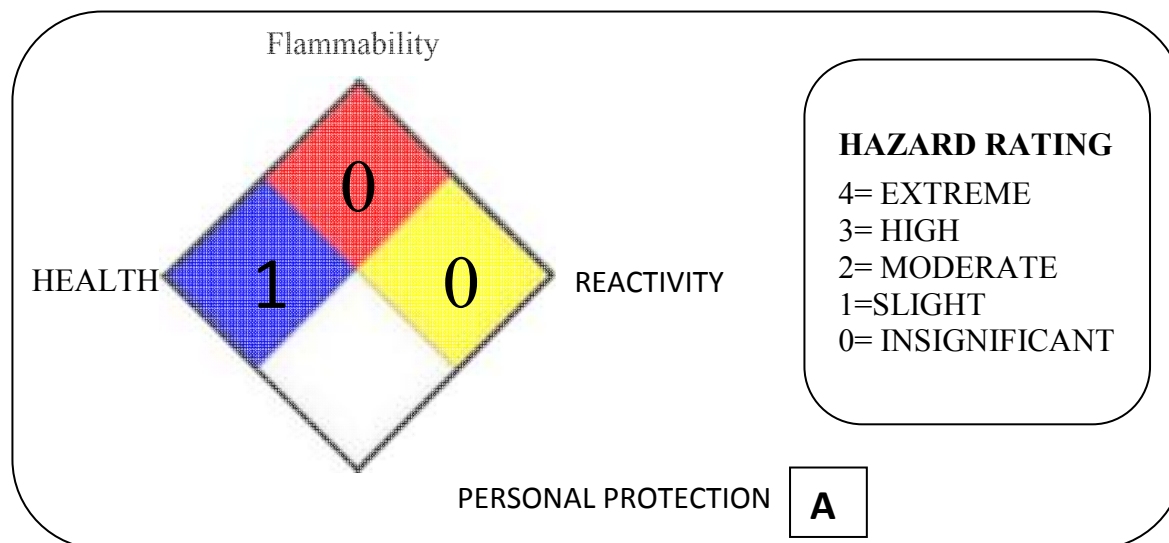 Flammability
0
HEALTH
1
0
REACTIVITY
HAZARD RATING
4= EXTREME
3= HIGH
2= MODERATE
1=SLIGHT
0= INSIGNIFICANT
PERSONAL PROTECTION A